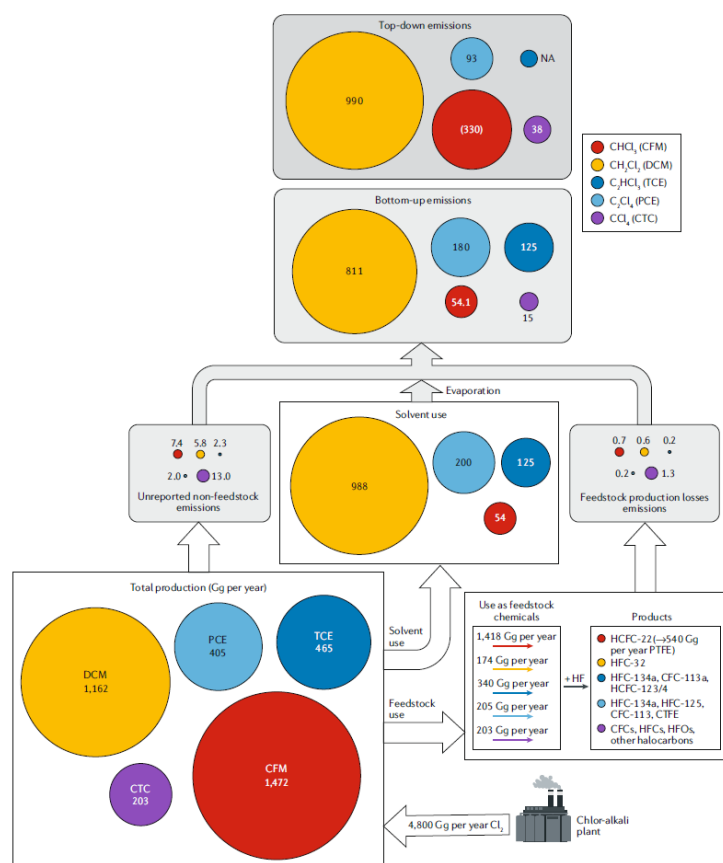 Top-down emissions
990
93
NA
(330)
38
CHCl₃ (CFM)
CH₂Cl₂ (DCM)
C₂HCl₃ (TCE)
C₂Cl₄ (PCE)
CCl₄ (CTC)
Bottom-up emissions
811
180
125
54.1
15
Evaporation
Solvent use
988
200
125
54
7.4 5.8 2.3
2.0 13.0
Unreported non-feedstock
emissions
0.7 0.6 0.2
0.2 1.3
Feedstock production losses
emissions
Total production (Gg per year)
DCM
1,162
PCE
405
TCE
465
CTC
203
CFM
1,472
Solvent
use
Feedstock
use
Use as feedstock
chemicals
1,418 Gg per year
174 Gg per year
340 Gg per year
205 Gg per year
203 Gg per year
+ HF
Products
HCFC-22 (→540 Gg
per year PTFE)
HFC-32
HFC-134a, CFC-113a,
HCFC-123/4
HFC-134a, HFC-125,
CFC-113, CTFE
CFCs, HFCs, HFOs,
other halocarbons
4,800 Gg per year Cl₂
Chlor-alkali
plant